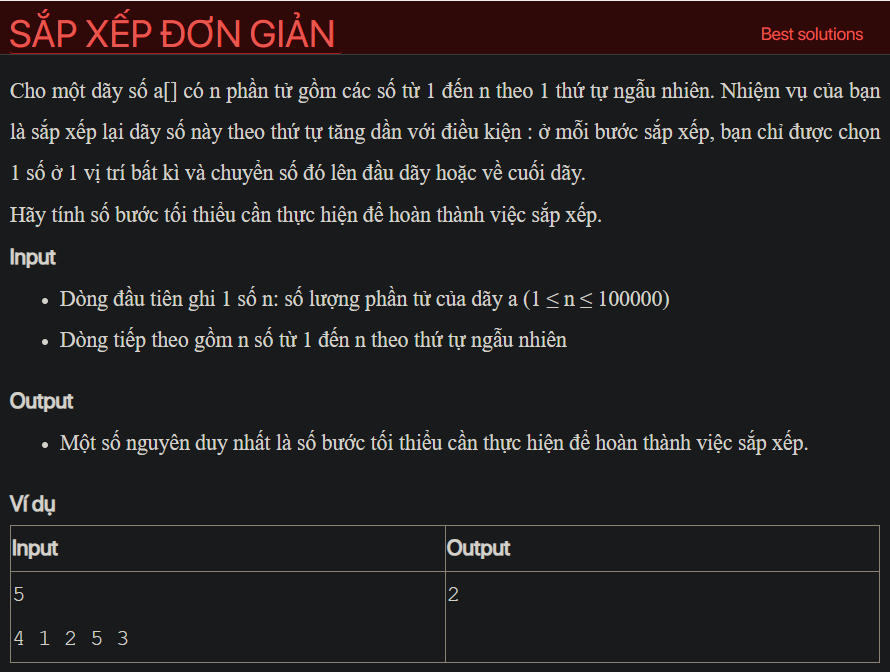 SẮP XẾP ĐƠN GIẢN
Best solutions
Cho một dãy số a[] có n phần tử gồm các số từ 1 đến n theo 1 thứ tự ngẫu nhiên. Nhiệm vụ của bạn
là sắp xếp lại dãy số này theo thứ tự tăng dần với điều kiện : ở mỗi bước sắp xếp, bạn chỉ được chọn
1 số ở 1 vị trí bất kì và chuyển số đó lên đầu dãy hoặc về cuối dãy.
Hãy tính số bước tối thiểu cần thực hiện để hoàn thành việc sắp xếp.
Input
• Dòng đầu tiên ghi 1 số n: số lượng phần tử của dãy a (1 ≤ n ≤ 100000)
• Dòng tiếp theo gồm n số từ 1 đến n theo thứ tự ngẫu nhiên
Output
• Một số nguyên duy nhất là số bước tối thiểu cần thực hiện để hoàn thành việc sắp xếp.
Ví dụ
Input Output
5 2
4 1 2 5 3